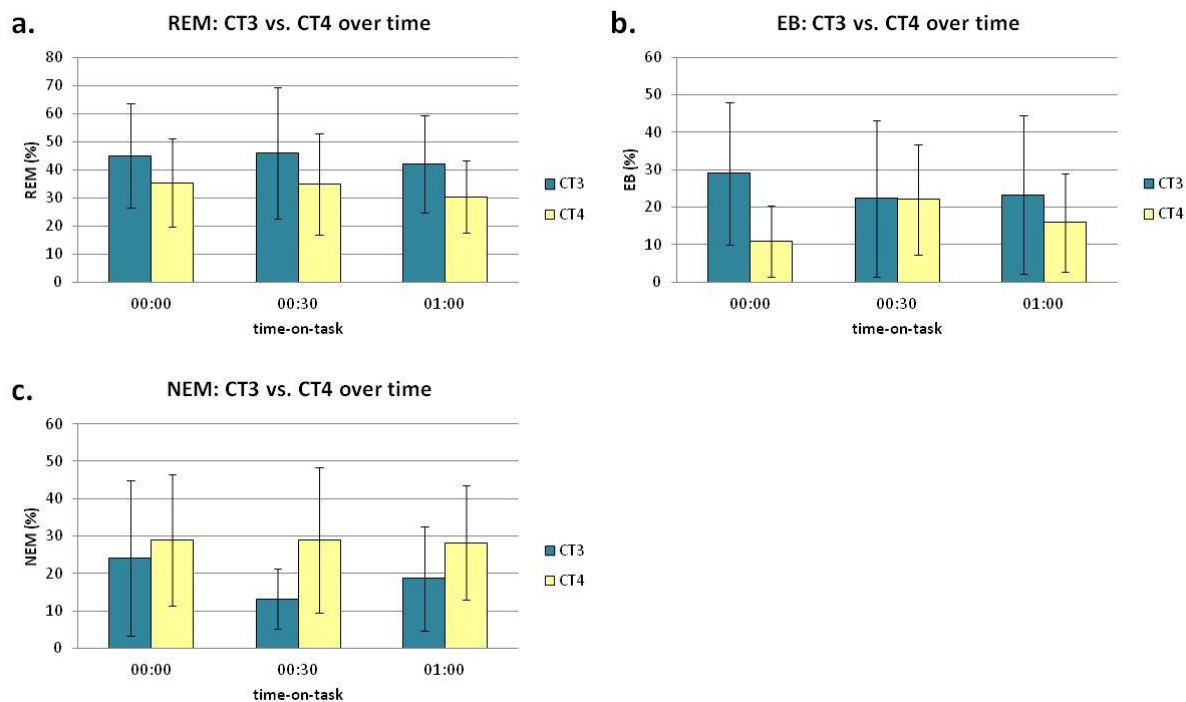 a.
REM: CT3 vs. CT4 over time
80
70
60
50
40
30
20
10
0
REM (%)
00:00 00:30 01:00
time-on-task
CT3
CT4
b.
EB: CT3 vs. CT4 over time
60
50
40
30
20
10
0
EB (%)
00:00 00:30 01:00
time-on-task
CT3
CT4
c.
NEM: CT3 vs. CT4 over time
60
50
40
30
20
10
0
NEM (%)
00:00 00:30 01:00
time-on-task
CT3
CT4